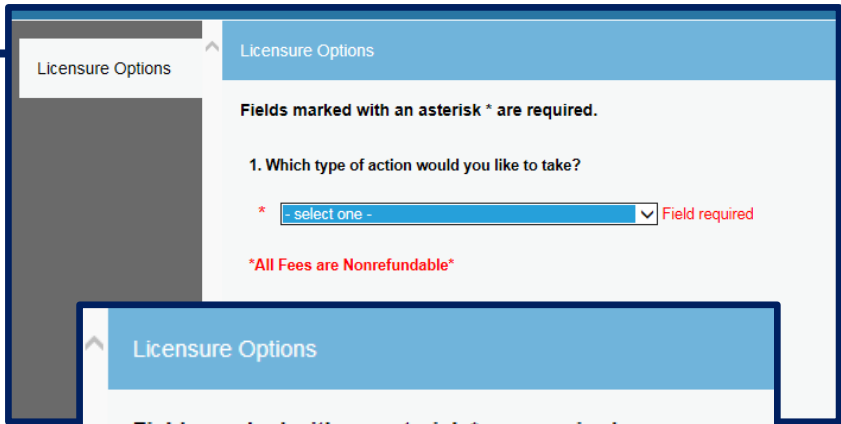 Licensure Options
Licensure Options
Fields marked with an asterisk * are required.
1. Which type of action would you like to take?
* - select one - Field required
*All Fees are Nonrefundable*
Licensure Options